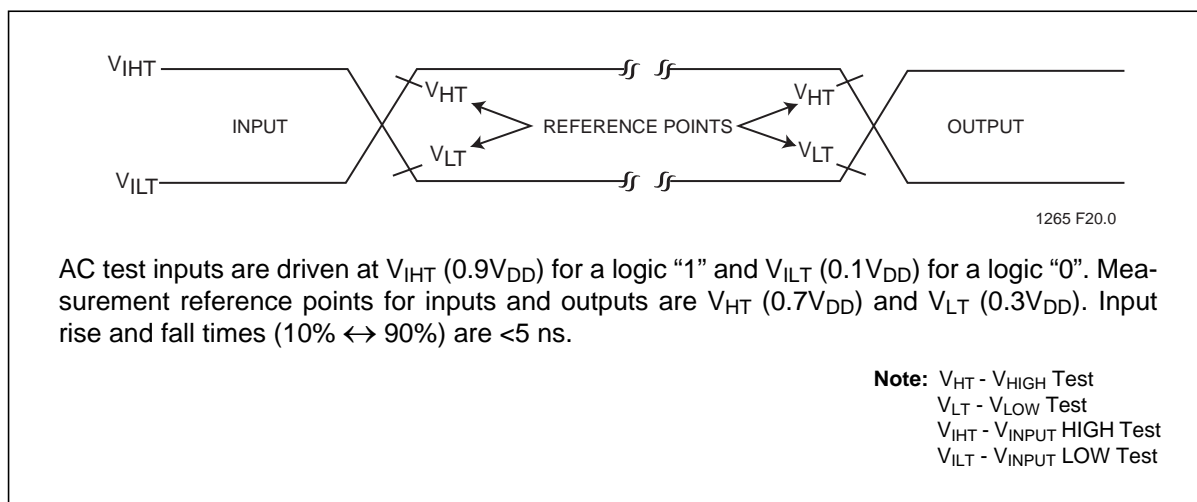 VIHT
VHT VHT
INPUT REFERENCE POINTS OUTPUT
VLT VLT
VILT
1265 F20.0
AC test inputs are driven at VIHT (0.9VDD) for a logic “1” and VILT (0.1VDD) for a logic “0”. Mea-
surement reference points for inputs and outputs are VHT (0.7VDD) and VLT (0.3VDD). Input
rise and fall times (10% ↔ 90%) are <5 ns.
Note: VHT - VHIGH Test
VLT - VLOW Test
VIHT - VINPUT HIGH Test
VILT - VINPUT LOW Test